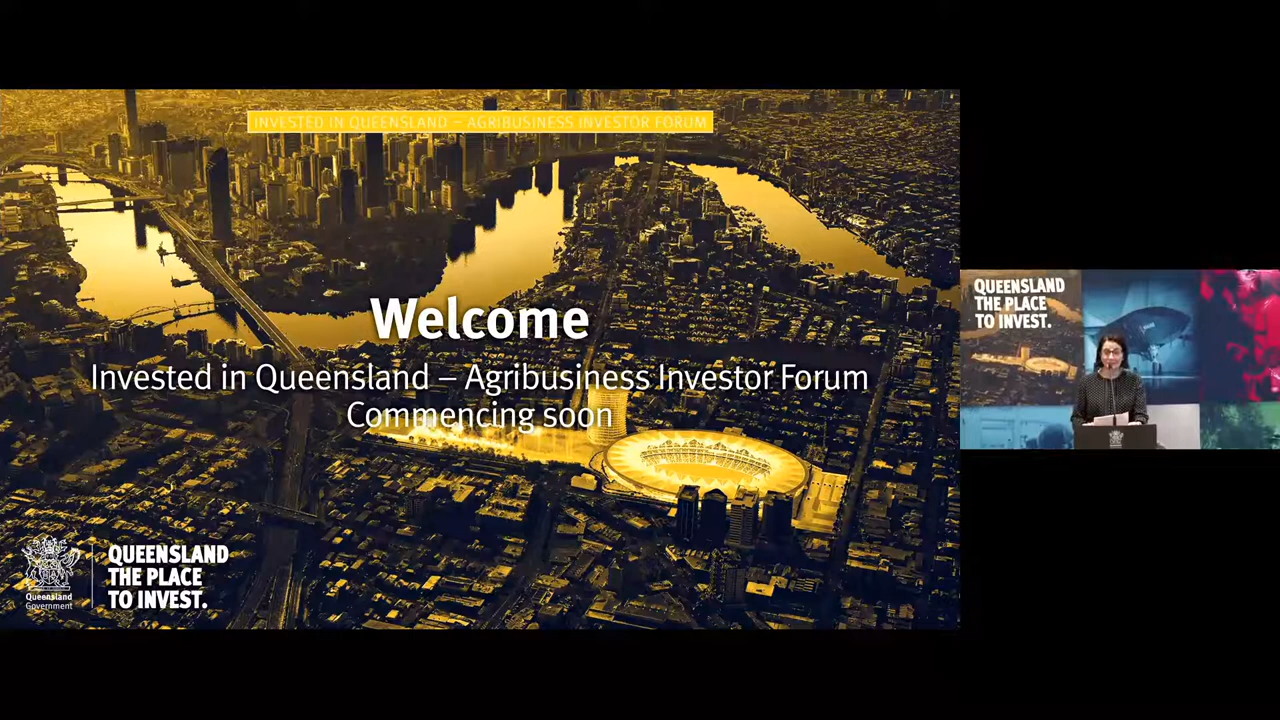 INVESTED IN QUEENSLAND – AGRIBUSINESS INVESTOR FORUM
Welcome
Invested in Queensland – Agribusiness Investor Forum
Commencing soon
Queensland
Government
QUEENSLAND
THE PLACE
TO INVEST.
QUEENSLAND
THE PLACE
TO INVEST.